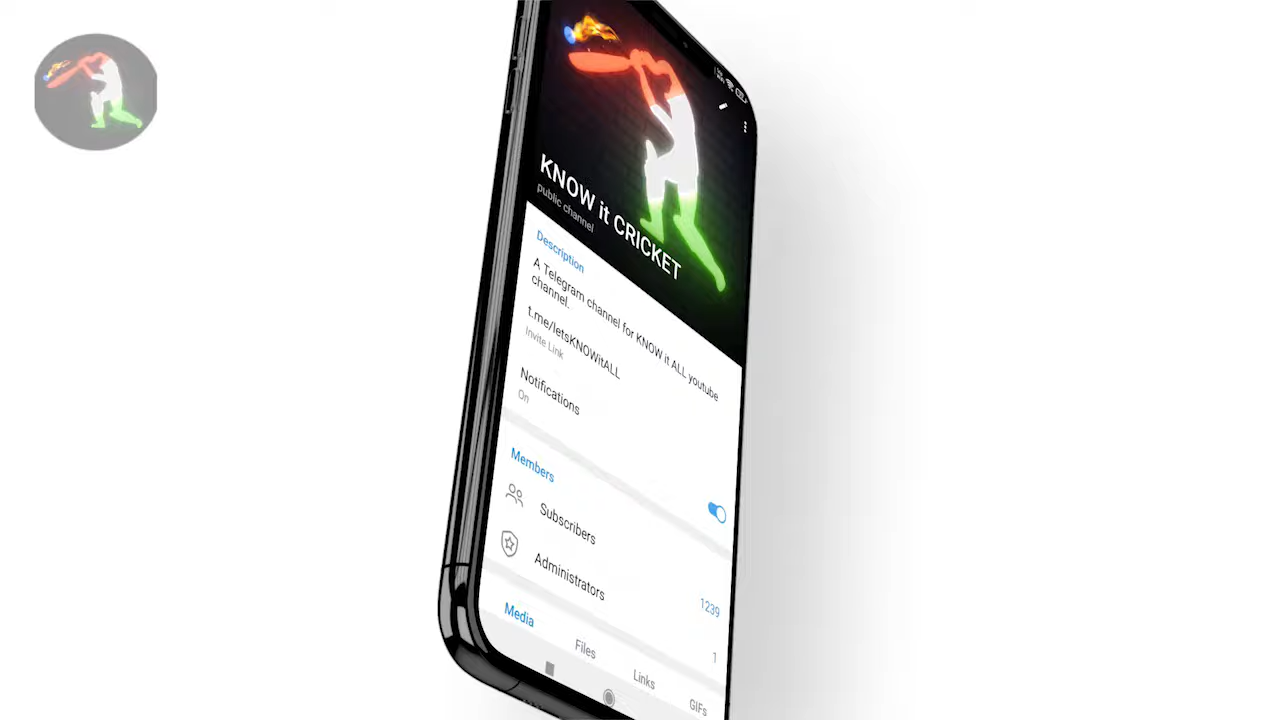 KNOW it CRICKET
public channel
Description
A Telegram channel for KNOW it ALL youtube
channel.
t.me/letsKNOWitALL
Invite Link
Notifications
On
Members
Subscribers
1239
Administrators
1
Media
Files
Links
GIFs